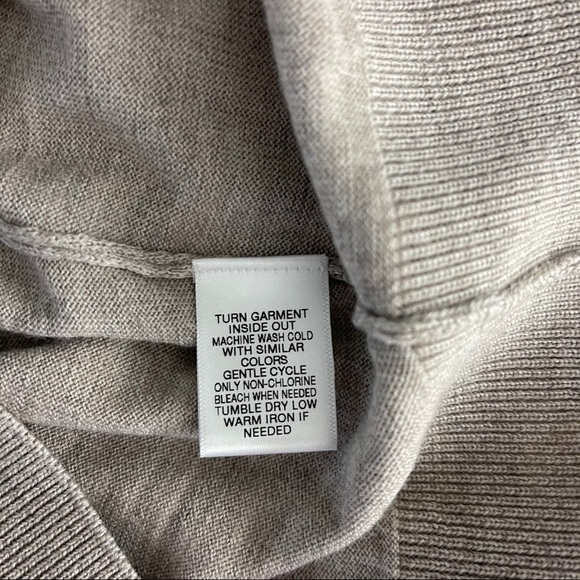 TURN GARMENT
INSIDE OUT
MACHINE WASH COLD
WITH SIMILAR
COLORS
GENTLE CYCLE
ONLY NON-CHLORINE
BLEACH WHEN NEEDED
TUMBLE DRY LOW
WARM IRON IF
NEEDED